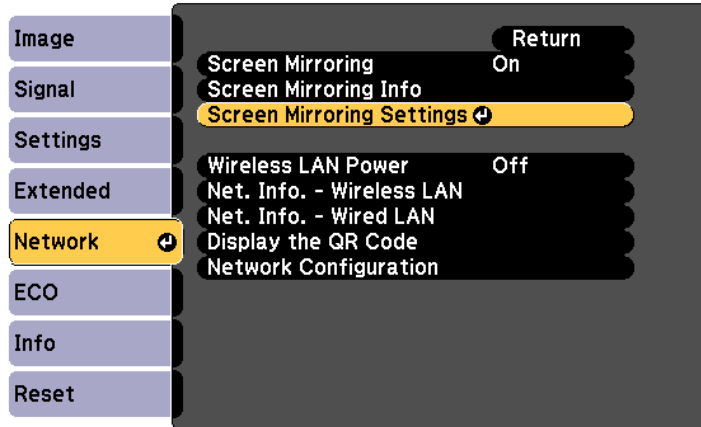 Image
Signal
Settings
Extended
Network
ECO
Info
Reset
Return
Screen Mirroring On
Screen Mirroring Info
Screen Mirroring Settings
Wireless LAN Power Off
Net. Info. - Wireless LAN
Net. Info. - Wired LAN
Display the QR Code
Network Configuration